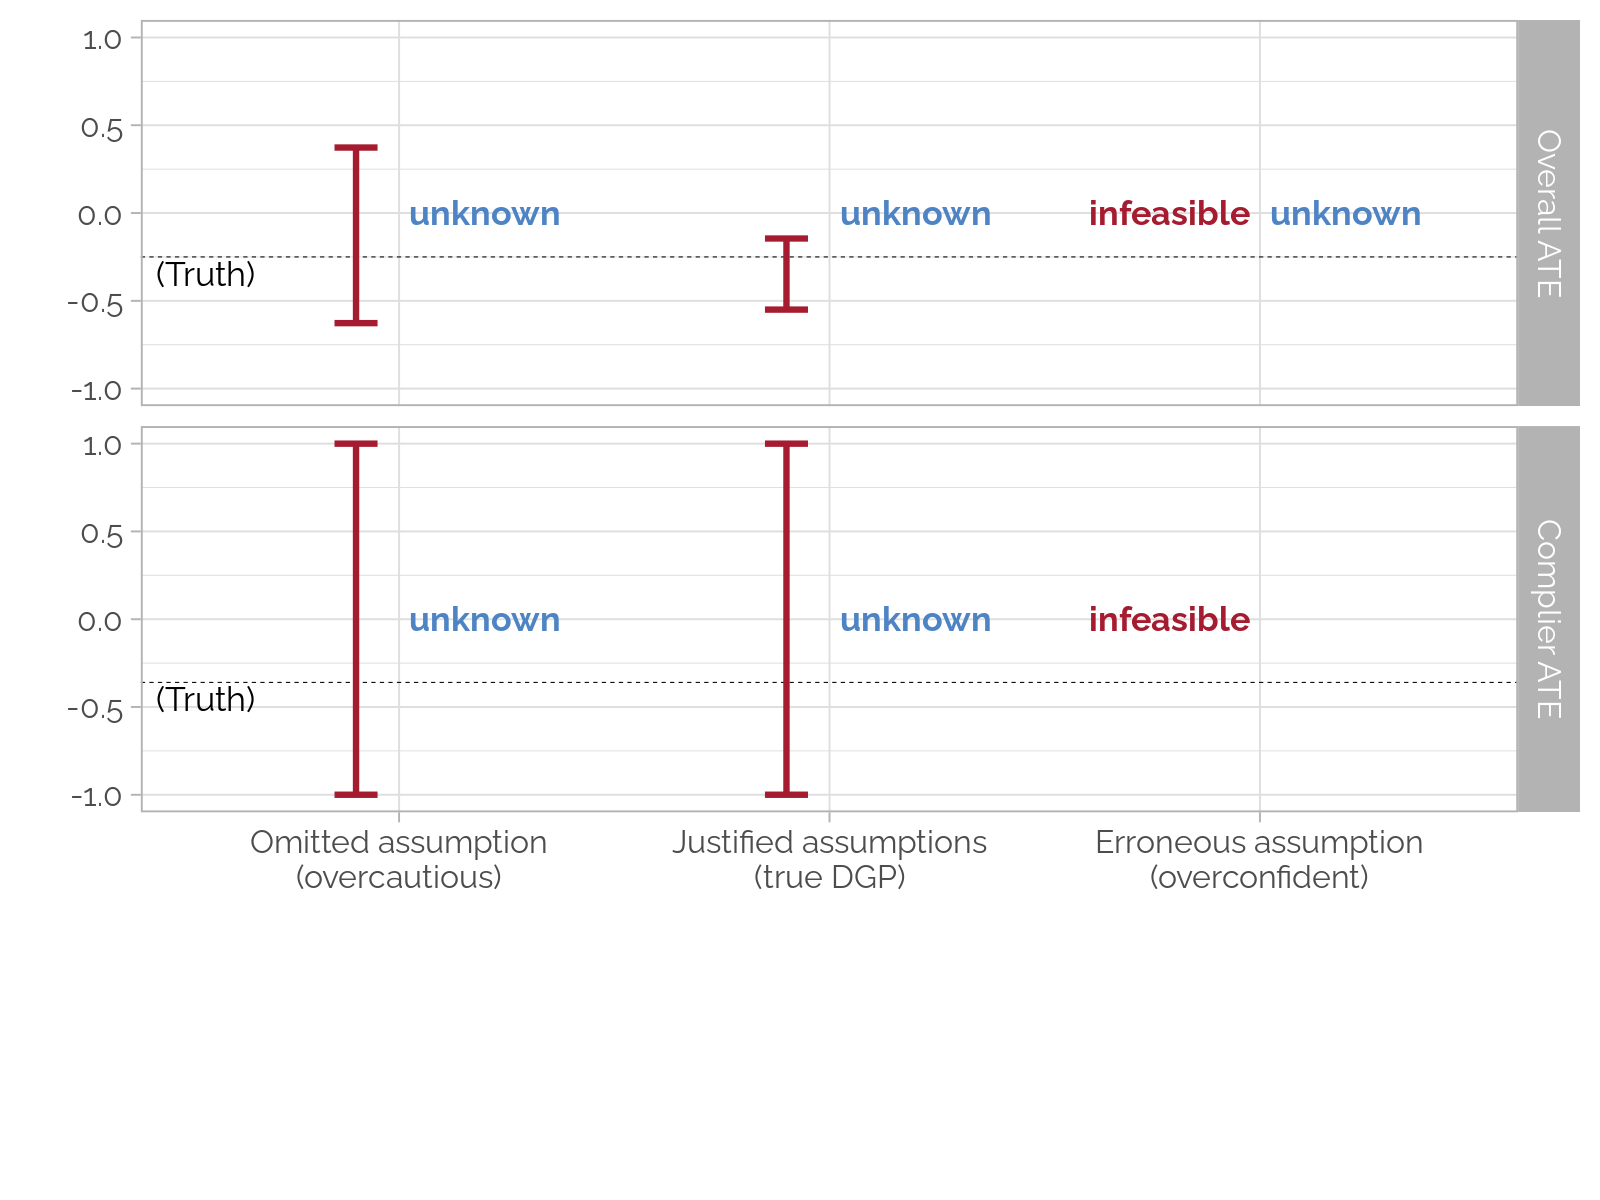 1.0
0.5
0.0
-0.5
-1.0
unknown
unknown
infeasible unknown
(Truth)
Overall ATE
1.0
0.5
0.0
-0.5
-1.0
unknown
unknown
infeasible
(Truth)
Complier ATE
Omitted assumption
(overcautious)
Justified assumptions
(true DGP)
Erroneous assumption
(overconfident)